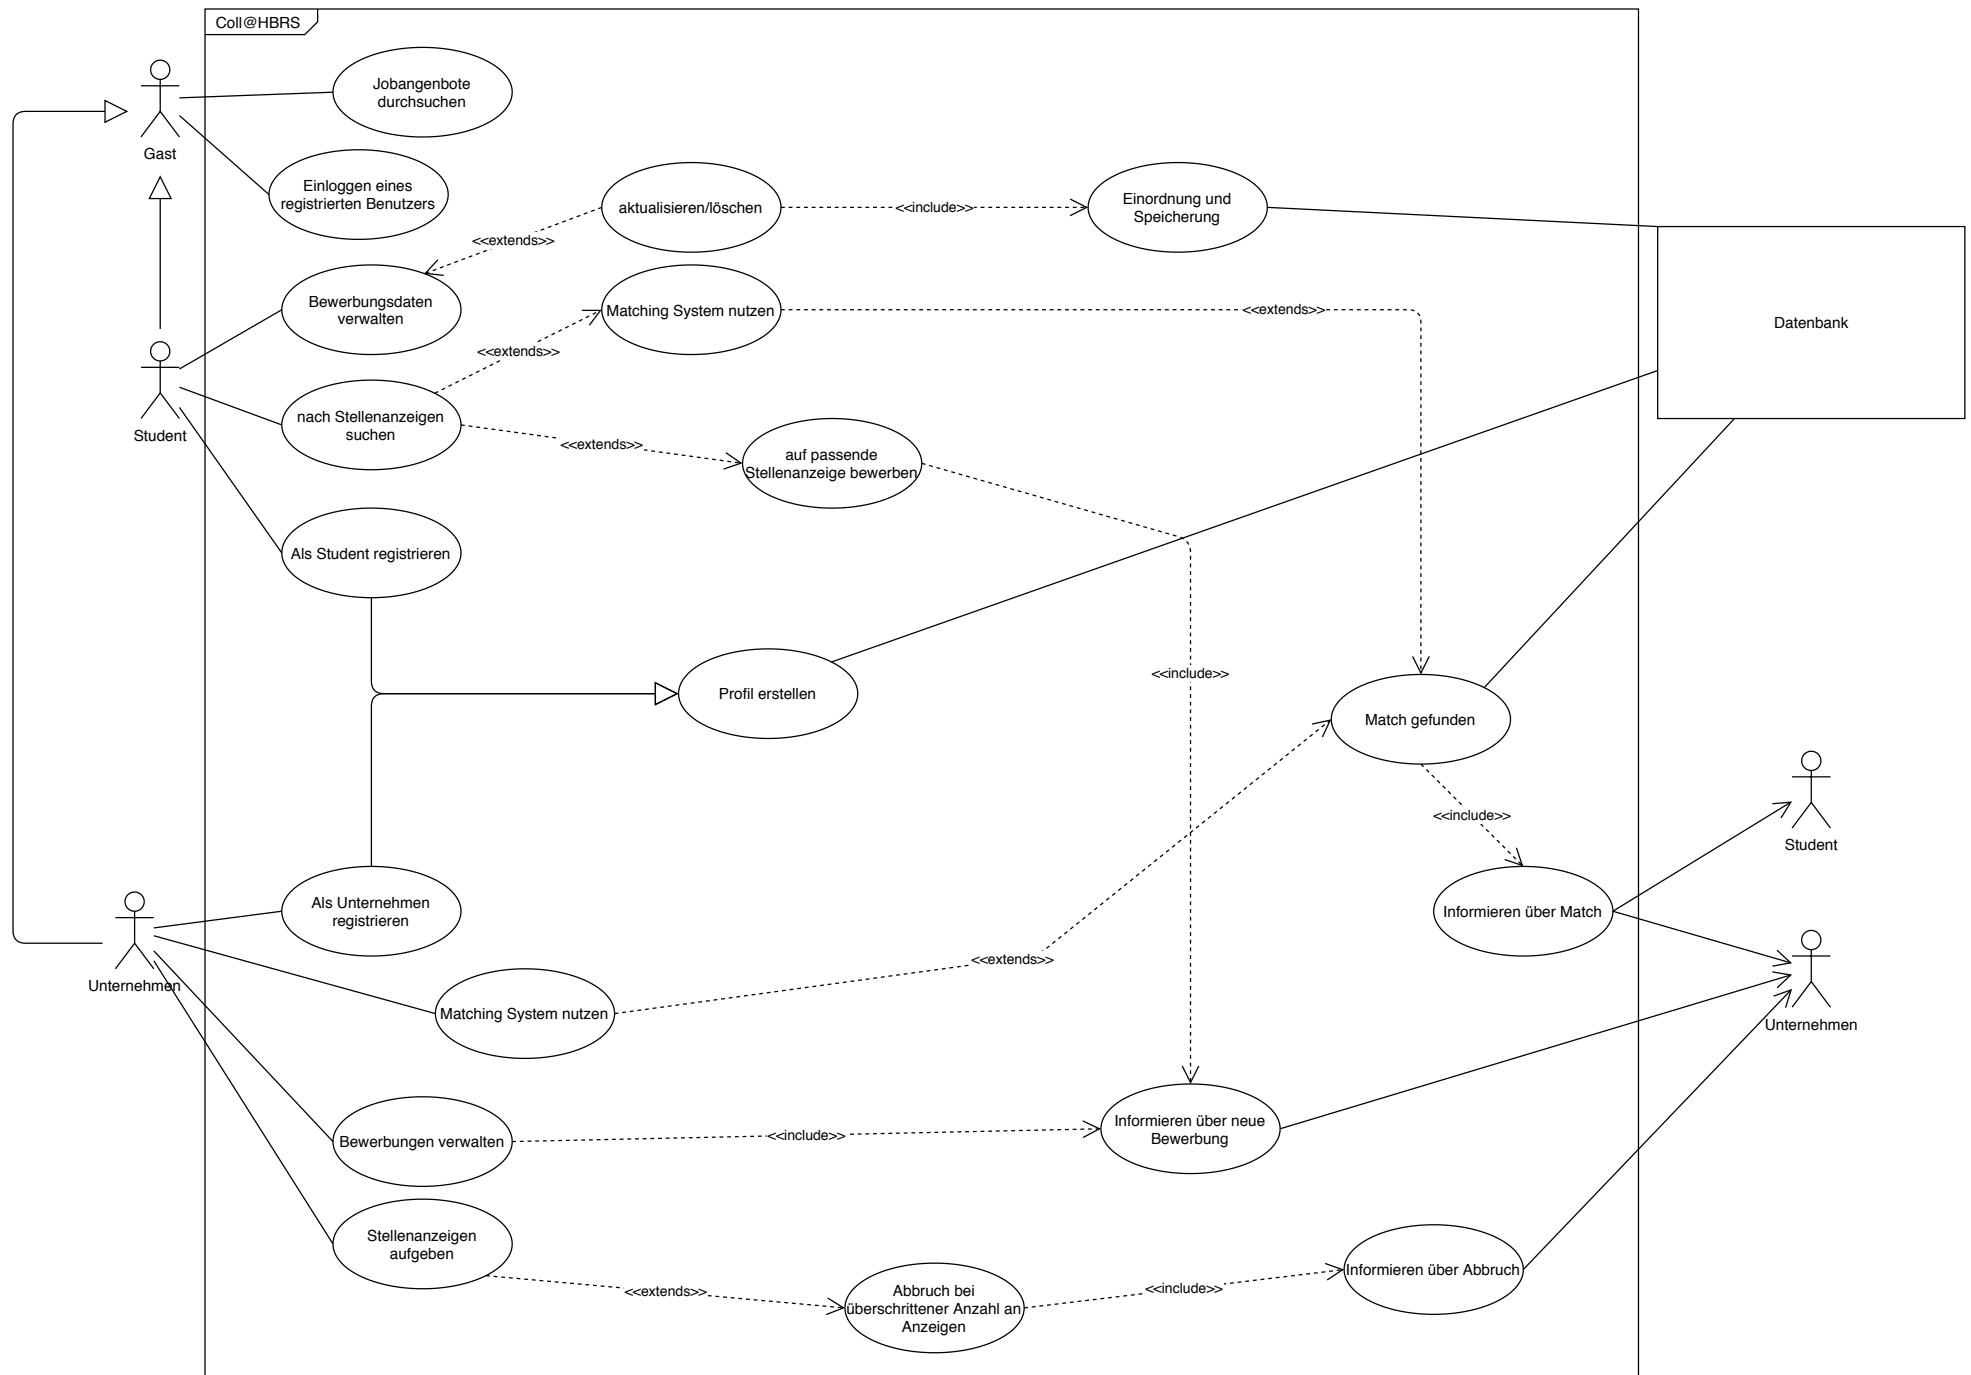 Coll@HBRS
Jobangenbote
durchsuchen
Gast
Einloggen eines
registrierten Benutzers
aktualisieren/löschen
<<include>>
Einordnung und
Speicherung
<<extends>>
Bewerbungsdaten
verwalten
Matching System nutzen
<<extends>>
Datenbank
<<extends>>
Student
nach Stellenanzeigen
suchen
<<extends>>
auf passende
Stellenanzeige bewerben
Als Student registrieren
<<include>>
Profil erstellen
Match gefunden
<<include>>
Student
Als Unternehmen
registrieren
Informieren über Match
Unternehmen
<<extends>>
Matching System nutzen
Unternehmen
Bewerbungen verwalten
<<include>>
Informieren über neue
Bewerbung
Stellenanzeigen
aufgeben
<<extends>>
Abbruch bei
überschrittener Anzahl an
Anzeigen
<<include>>
Informieren über Abbruch